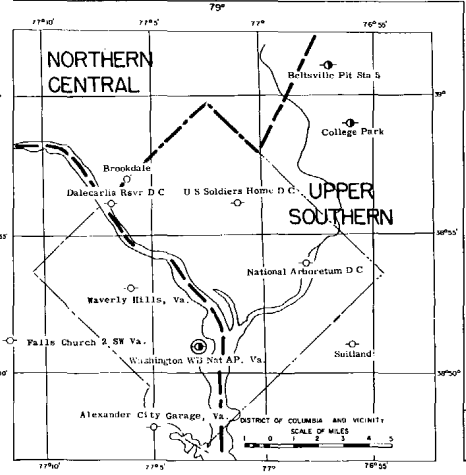 79°
77°10'
77°5'
77°
76°55'
NORTHERN
CENTRAL
Beltsville Pit Sta 5
39°
College Park
Brookdale
Dalecarlia Rsvr D C
U S Soldiers Home D C
UPPER
SOUTHERN
55'
38°55'
National Arboretum D C
Waverly Hills, Va.
Falls Church 2 SW Va.
Washington WB Nat AP. Va.
Suitland
50'
38°50'
Alexander City Garage, Va.
DISTRICT OF COLUMBIA AND VICINITY
SCALE OF MILES
1 0 1 2 3 4 5
77°10'
77°5'
77°
76°55'